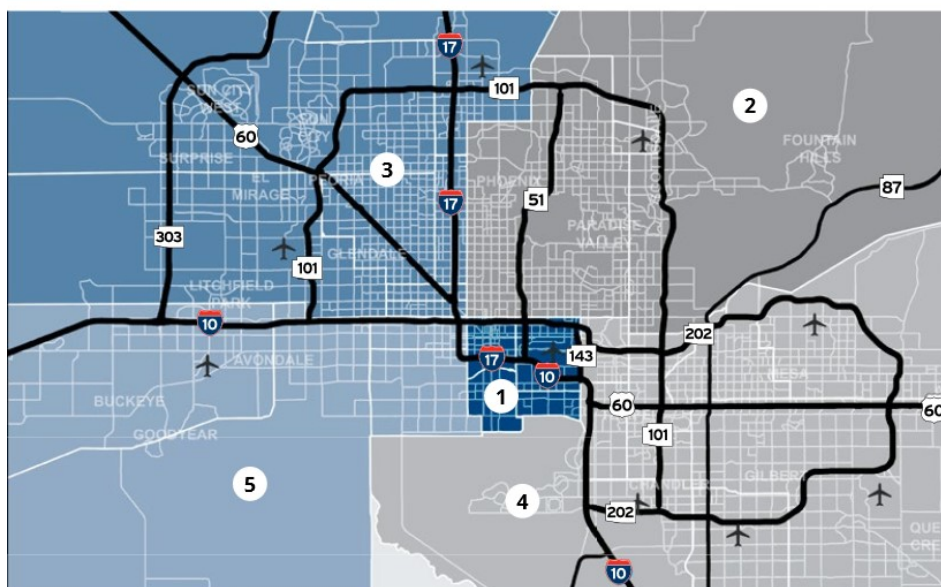 17
101
2
SUN CITY
WEST
SUN
CITY
60
FOUNTAIN
HILLS
SURPRISE
3
EL
MIRAGE
PEORIA
PHOENIX
51
87
17
303
PARADISE
VALLEY
101
GLENDALE
LITCHFIELD
PARK
10
202
17
143
AVONDALE
10
MESA
BUCKEYE
1
60
60
GOODYEAR
101
5
4
CHANDLER
GILBERT
202
10